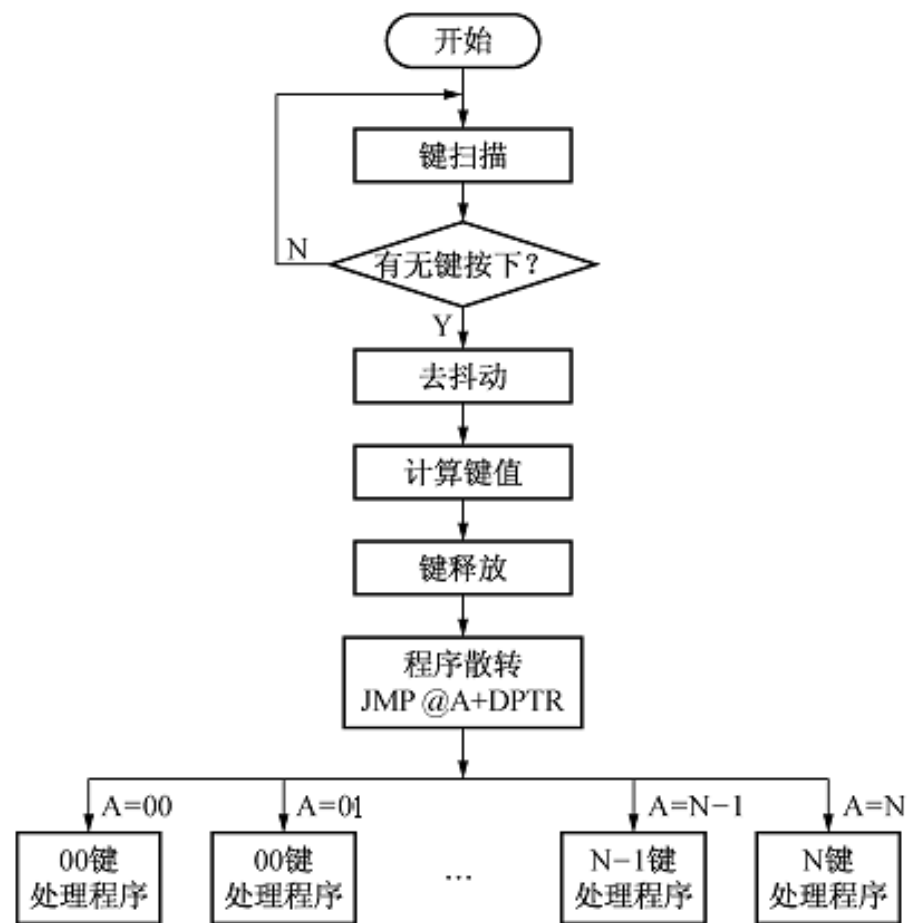 开始
键扫描
N
有无键按下？
Y
去抖动
计算键值
键释放
程序散转
JMP @A+DPTR
A=00
A=01
A=N-1
A=N
00键
处理程序
00键
处理程序
…
N-1键
处理程序
N键
处理程序